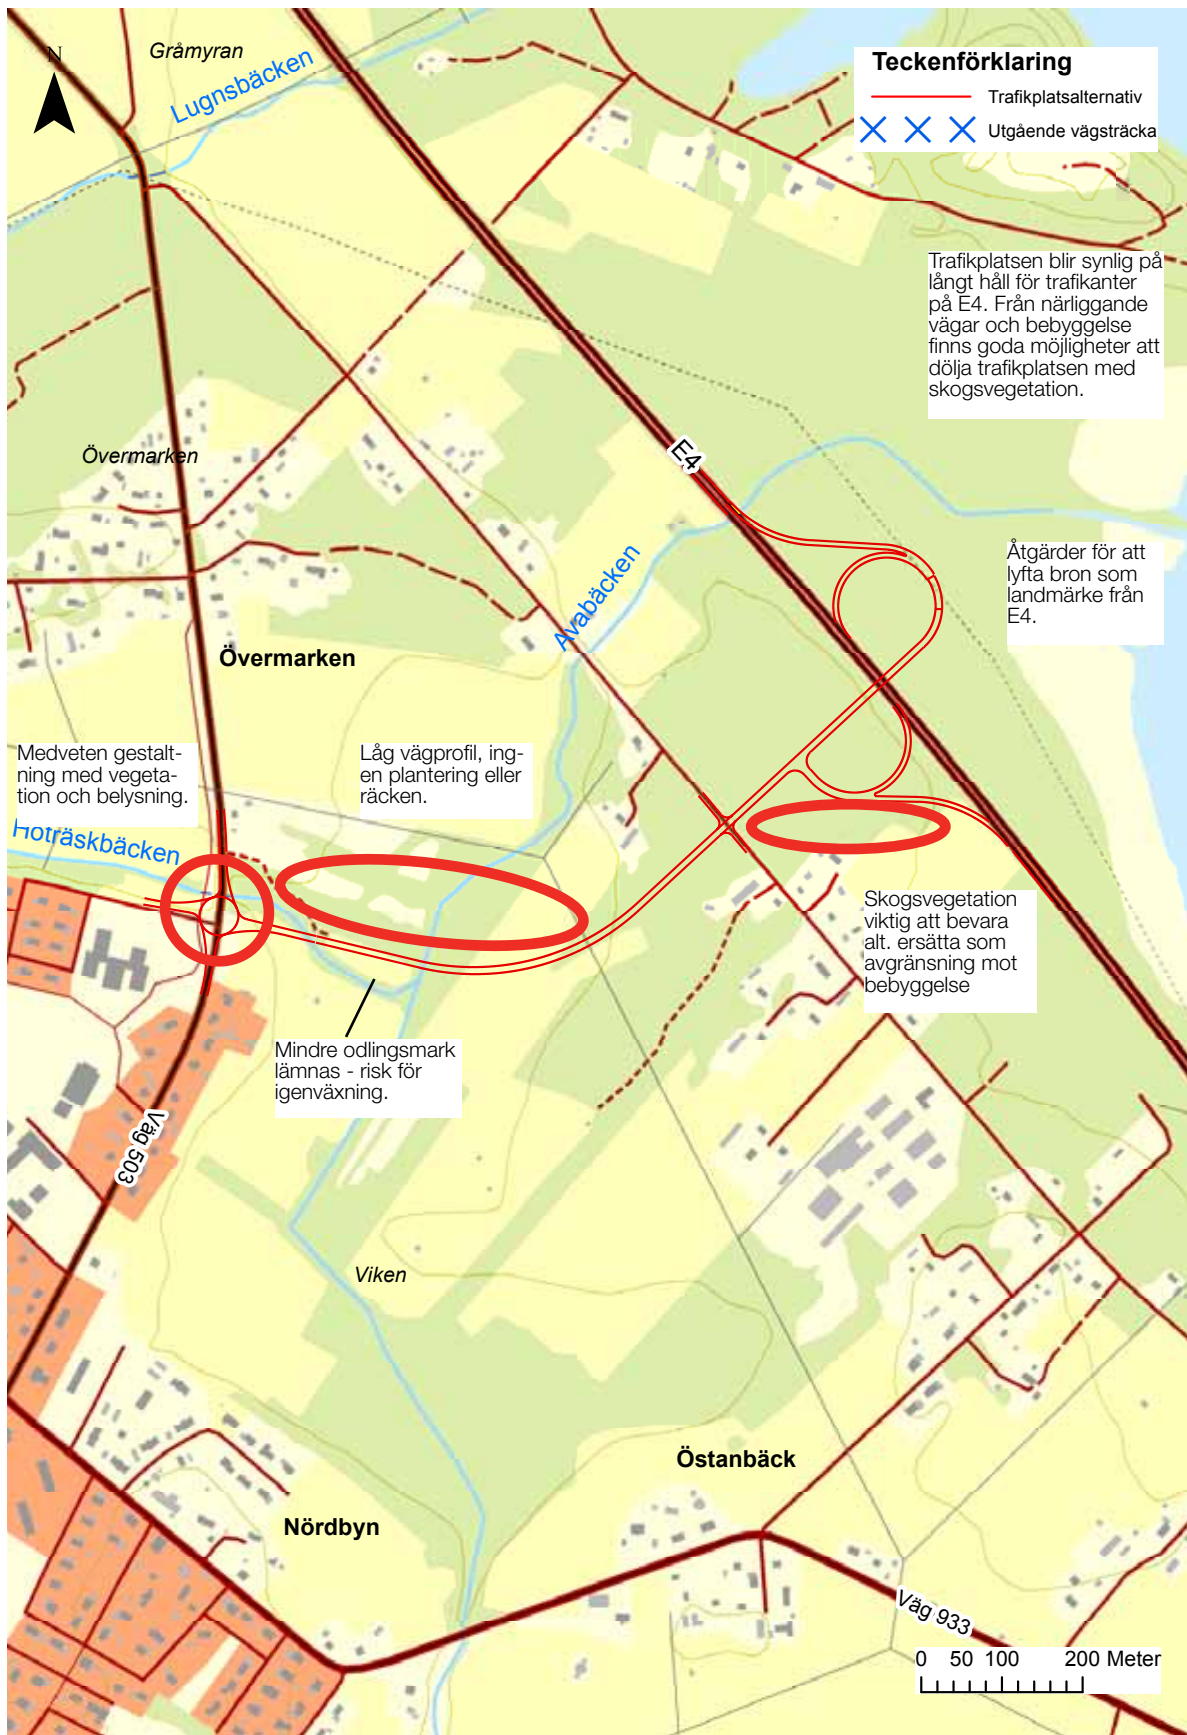 N
Gråmyran
Lugnsbäcken
Teckenförklaring
Trafikplatsalternativ
Utgående vägsträcka
Trafikplatsen blir synlig på
långt håll för trafikanter
på E4. Från närliggande
vägar och bebyggelse
finns goda möjligheter att
dölja trafikplatsen med
skogsvegetation.
E4
Övermarken
Åtgärder för att
lyfta bron som
landmärke från
E4.
Avabäcken
Övermarken
Medveten gestalt-
ning med vegeta-
tion och belysning.
Låg vägprofil, ing-
en plantering eller
räcken.
Hoträskbäcken
Skogsvegetation
viktig att bevara
alt. ersätta som
avgränsning mot
bebyggelse
Mindre odlingsmark
lämnas - risk för
igenväxning.
Väg 503
Viken
Östanbäck
Nördbyn
Väg 933
0 50 100 200 Meter